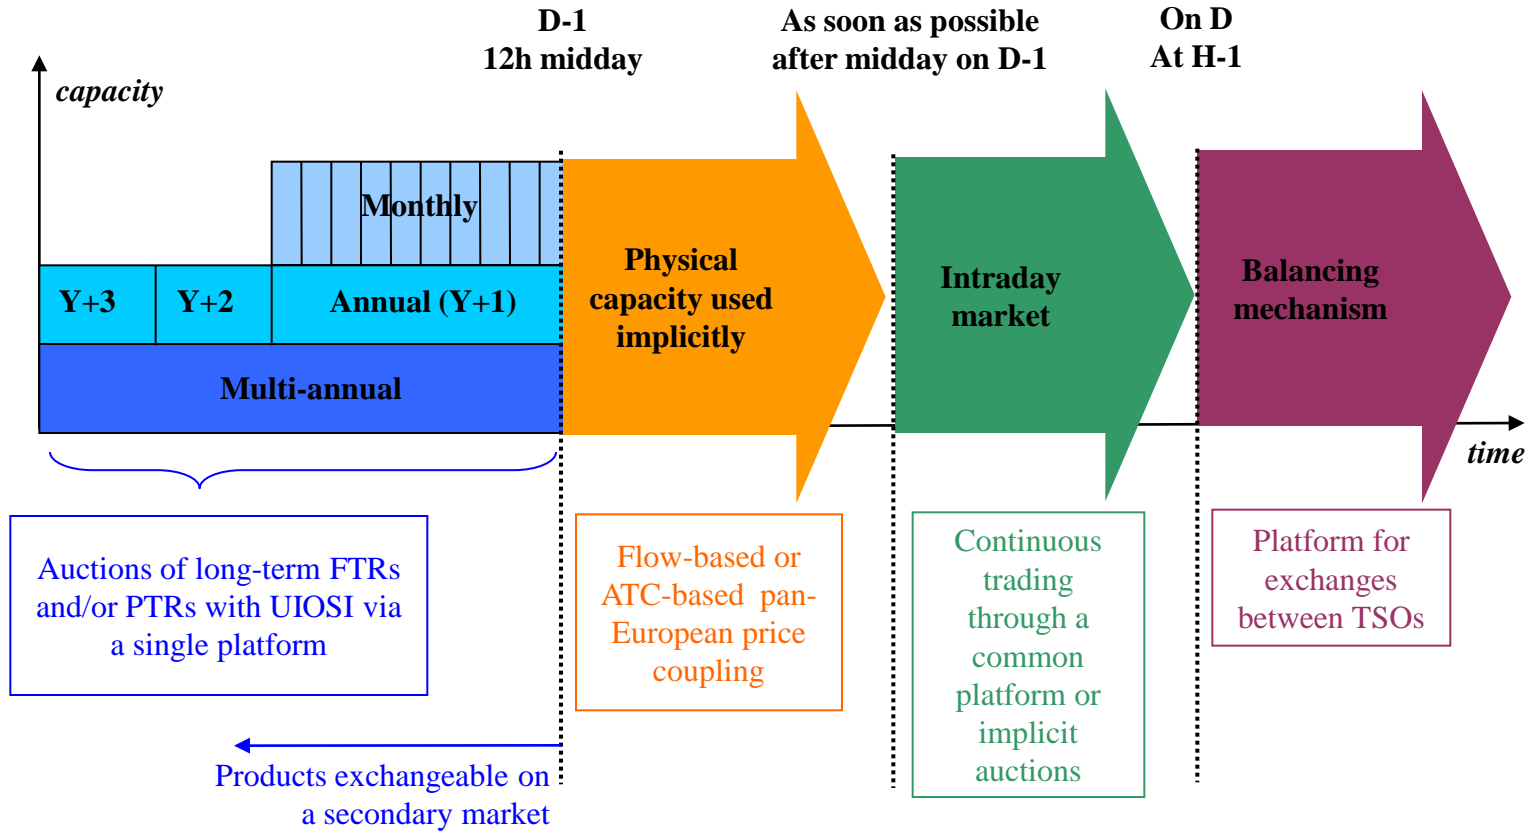 D-1
12h midday
As soon as possible
after midday on D-1
On D
At H-1
capacity
Monthly
Y+3
Y+2
Annual (Y+1)
Multi-annual
Physical
capacity used
implicitly
Intraday
market
Balancing
mechanism
time
Auctions of long-term FTRs
and/or PTRs with UIOSI via
a single platform
Flow-based or
ATC-based pan-
European price
coupling
Continuous
trading
through a
common
platform or
implicit
auctions
Platform for
exchanges
between TSOs
Products exchangeable on
a secondary market